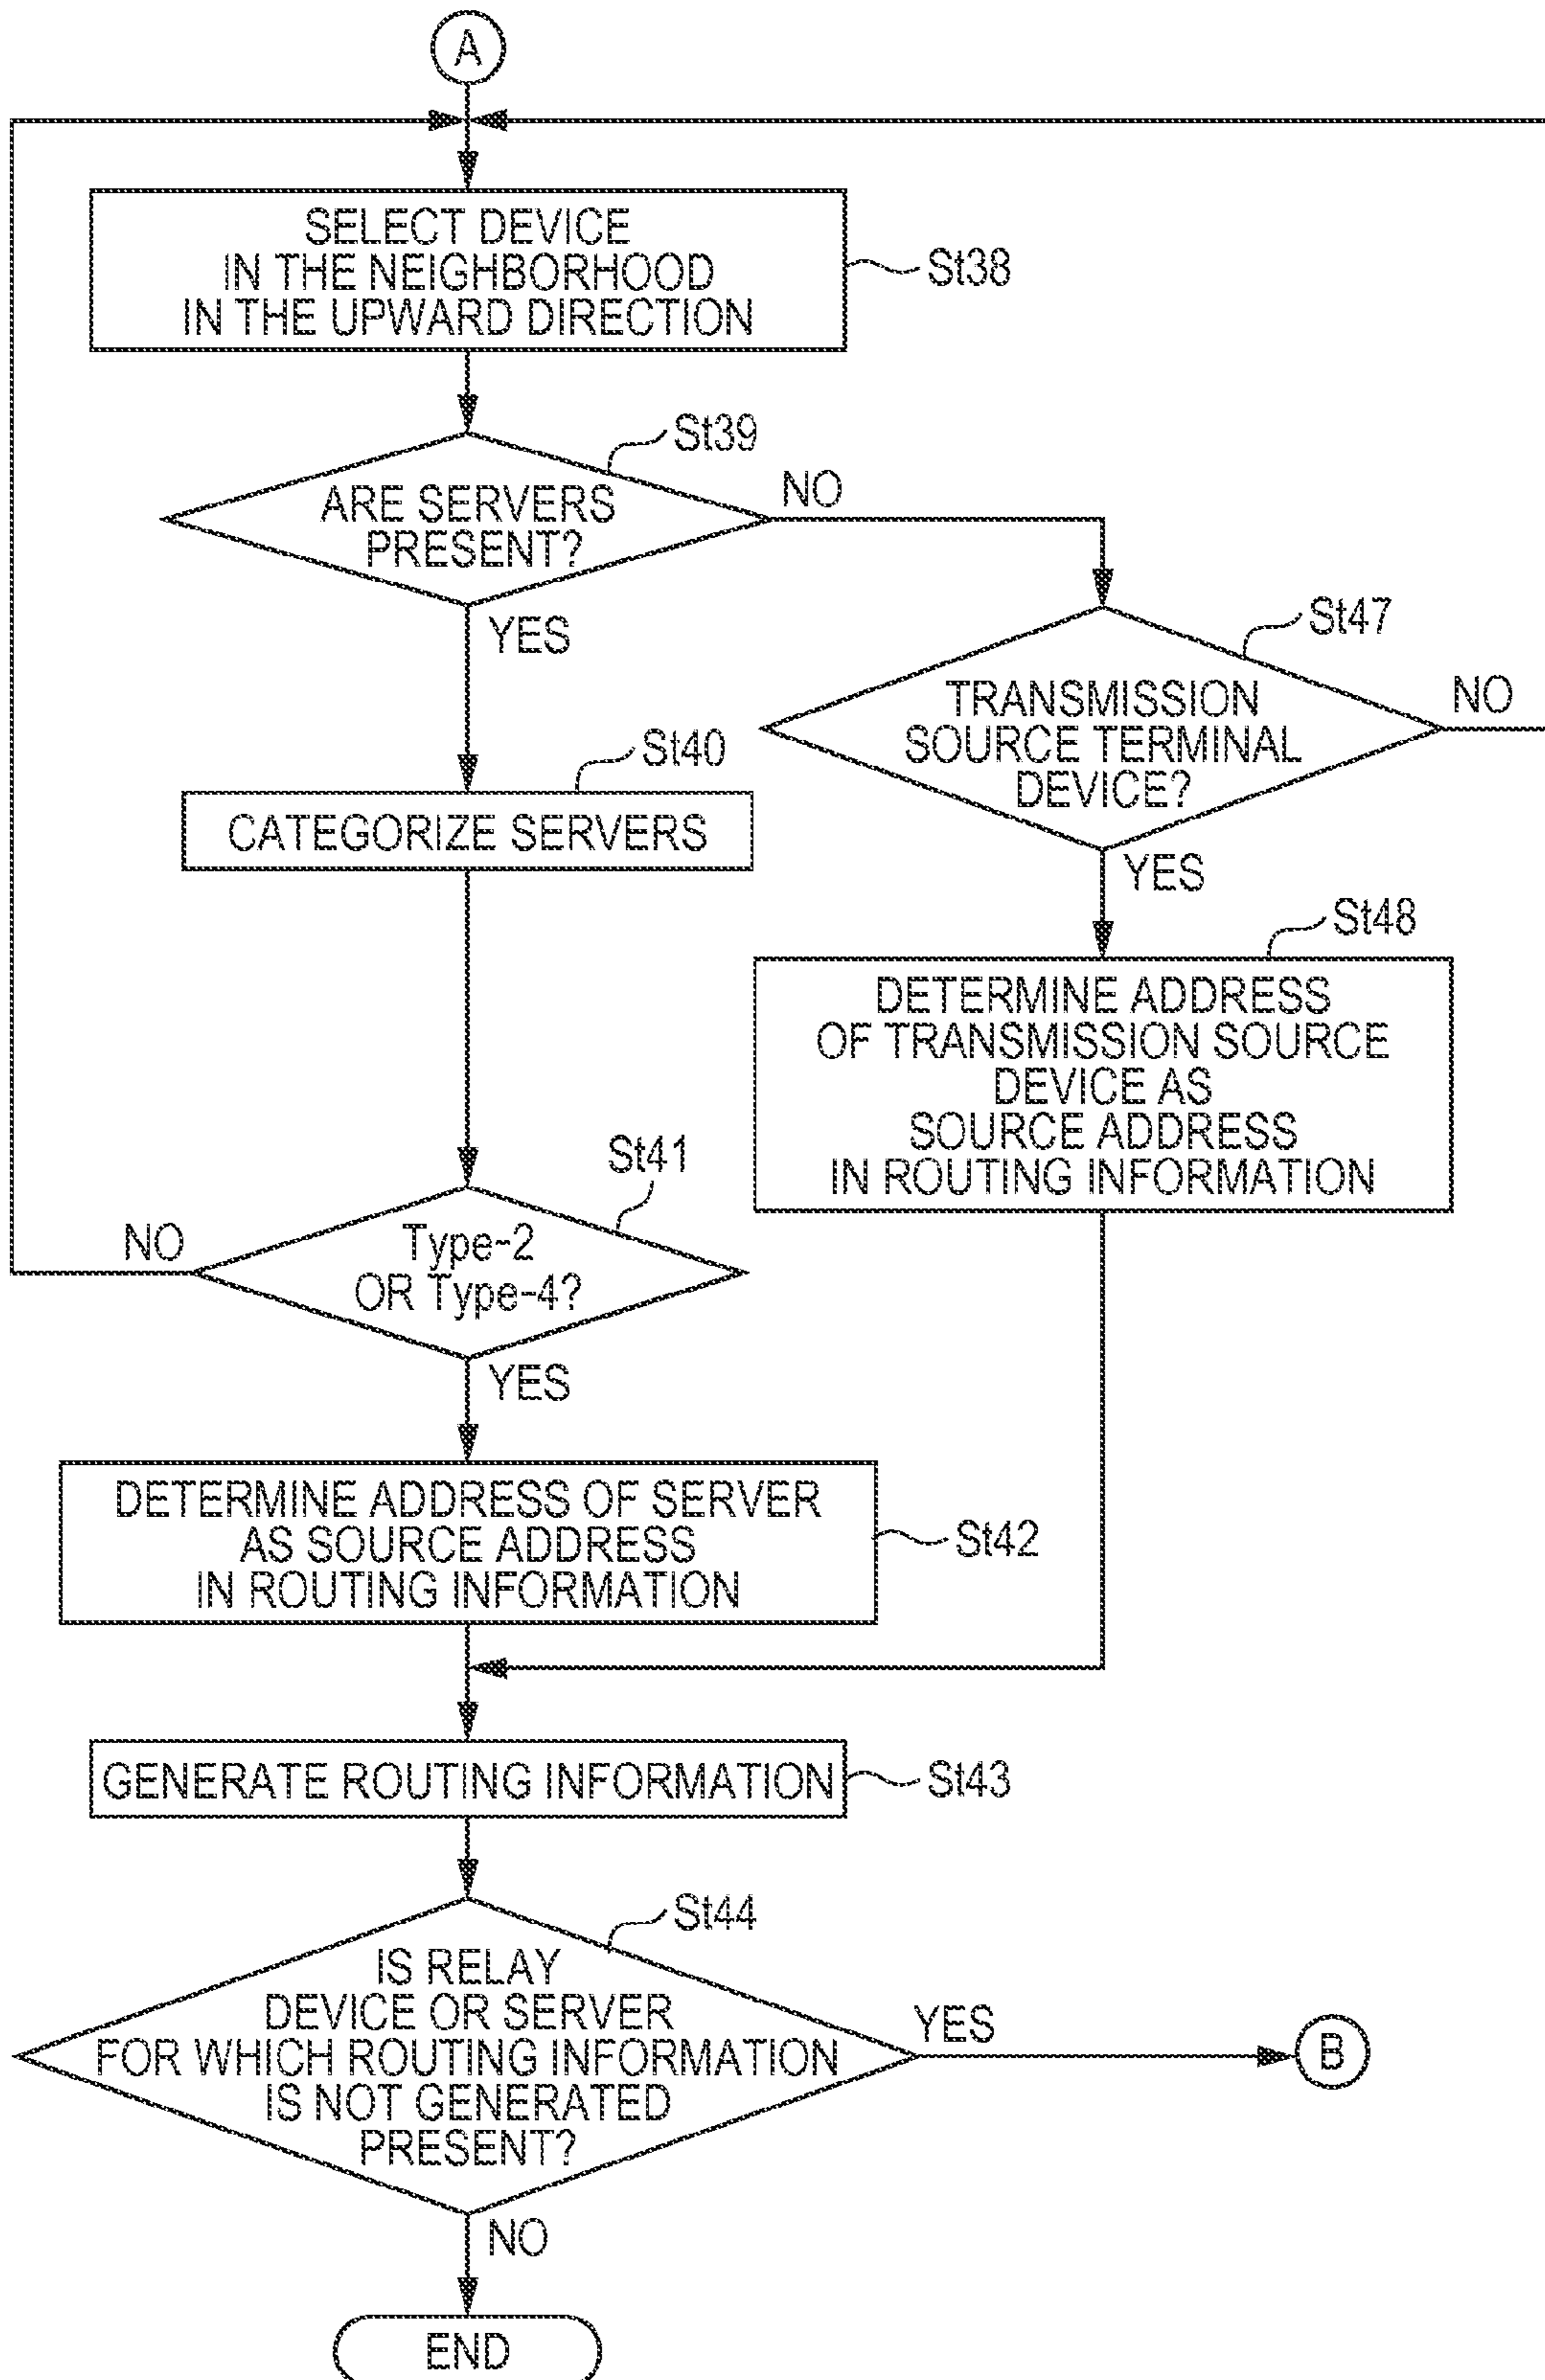 A
SELECT DEVICE
IN THE NEIGHBORHOOD
IN THE UPWARD DIRECTION
St38
St39
ARE SERVERS
PRESENT?
NO
YES
St47
TRANSMISSION
SOURCE TERMINAL
DEVICE?
NO
YES
St40
CATEGORIZE SERVERS
St48
DETERMINE ADDRESS
OF TRANSMISSION SOURCE
DEVICE AS
SOURCE ADDRESS
IN ROUTING INFORMATION
St41
Type-2
OR Type-4?
NO
YES
DETERMINE ADDRESS OF SERVER
AS SOURCE ADDRESS
IN ROUTING INFORMATION
St42
GENERATE ROUTING INFORMATION
St43
St44
IS RELAY
DEVICE OR SERVER
FOR WHICH ROUTING INFORMATION
IS NOT GENERATED
PRESENT?
YES
B
NO
END